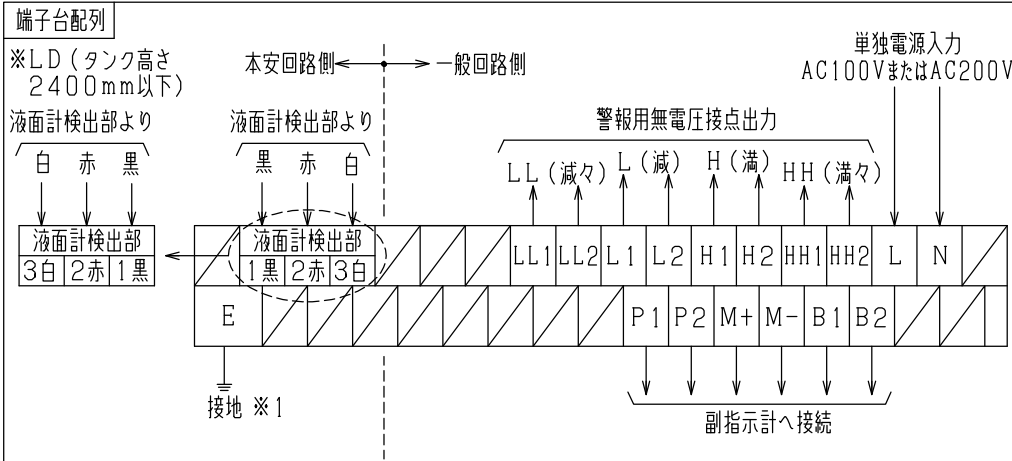 端子台配列
※LD(タンク高さ
2400mm以下)
本安回路側
一般回路側
単独電源入力
AC100VまたはAC200V
液面計検出部より
液面計検出部より
警報用無電圧接点出力
白 赤 黒
黒 赤 白
LL(減々) L(減) H(満) HH(満々)
液面計検出部
3白 2赤 1黒
液面計検出部
1黒 2赤 3白
LL1 LL2 L1 L2 H1 H2 HH1 HH2 L N
E P1 P2 M+ M- B1 B2
接地 ※1
副指示計へ接続